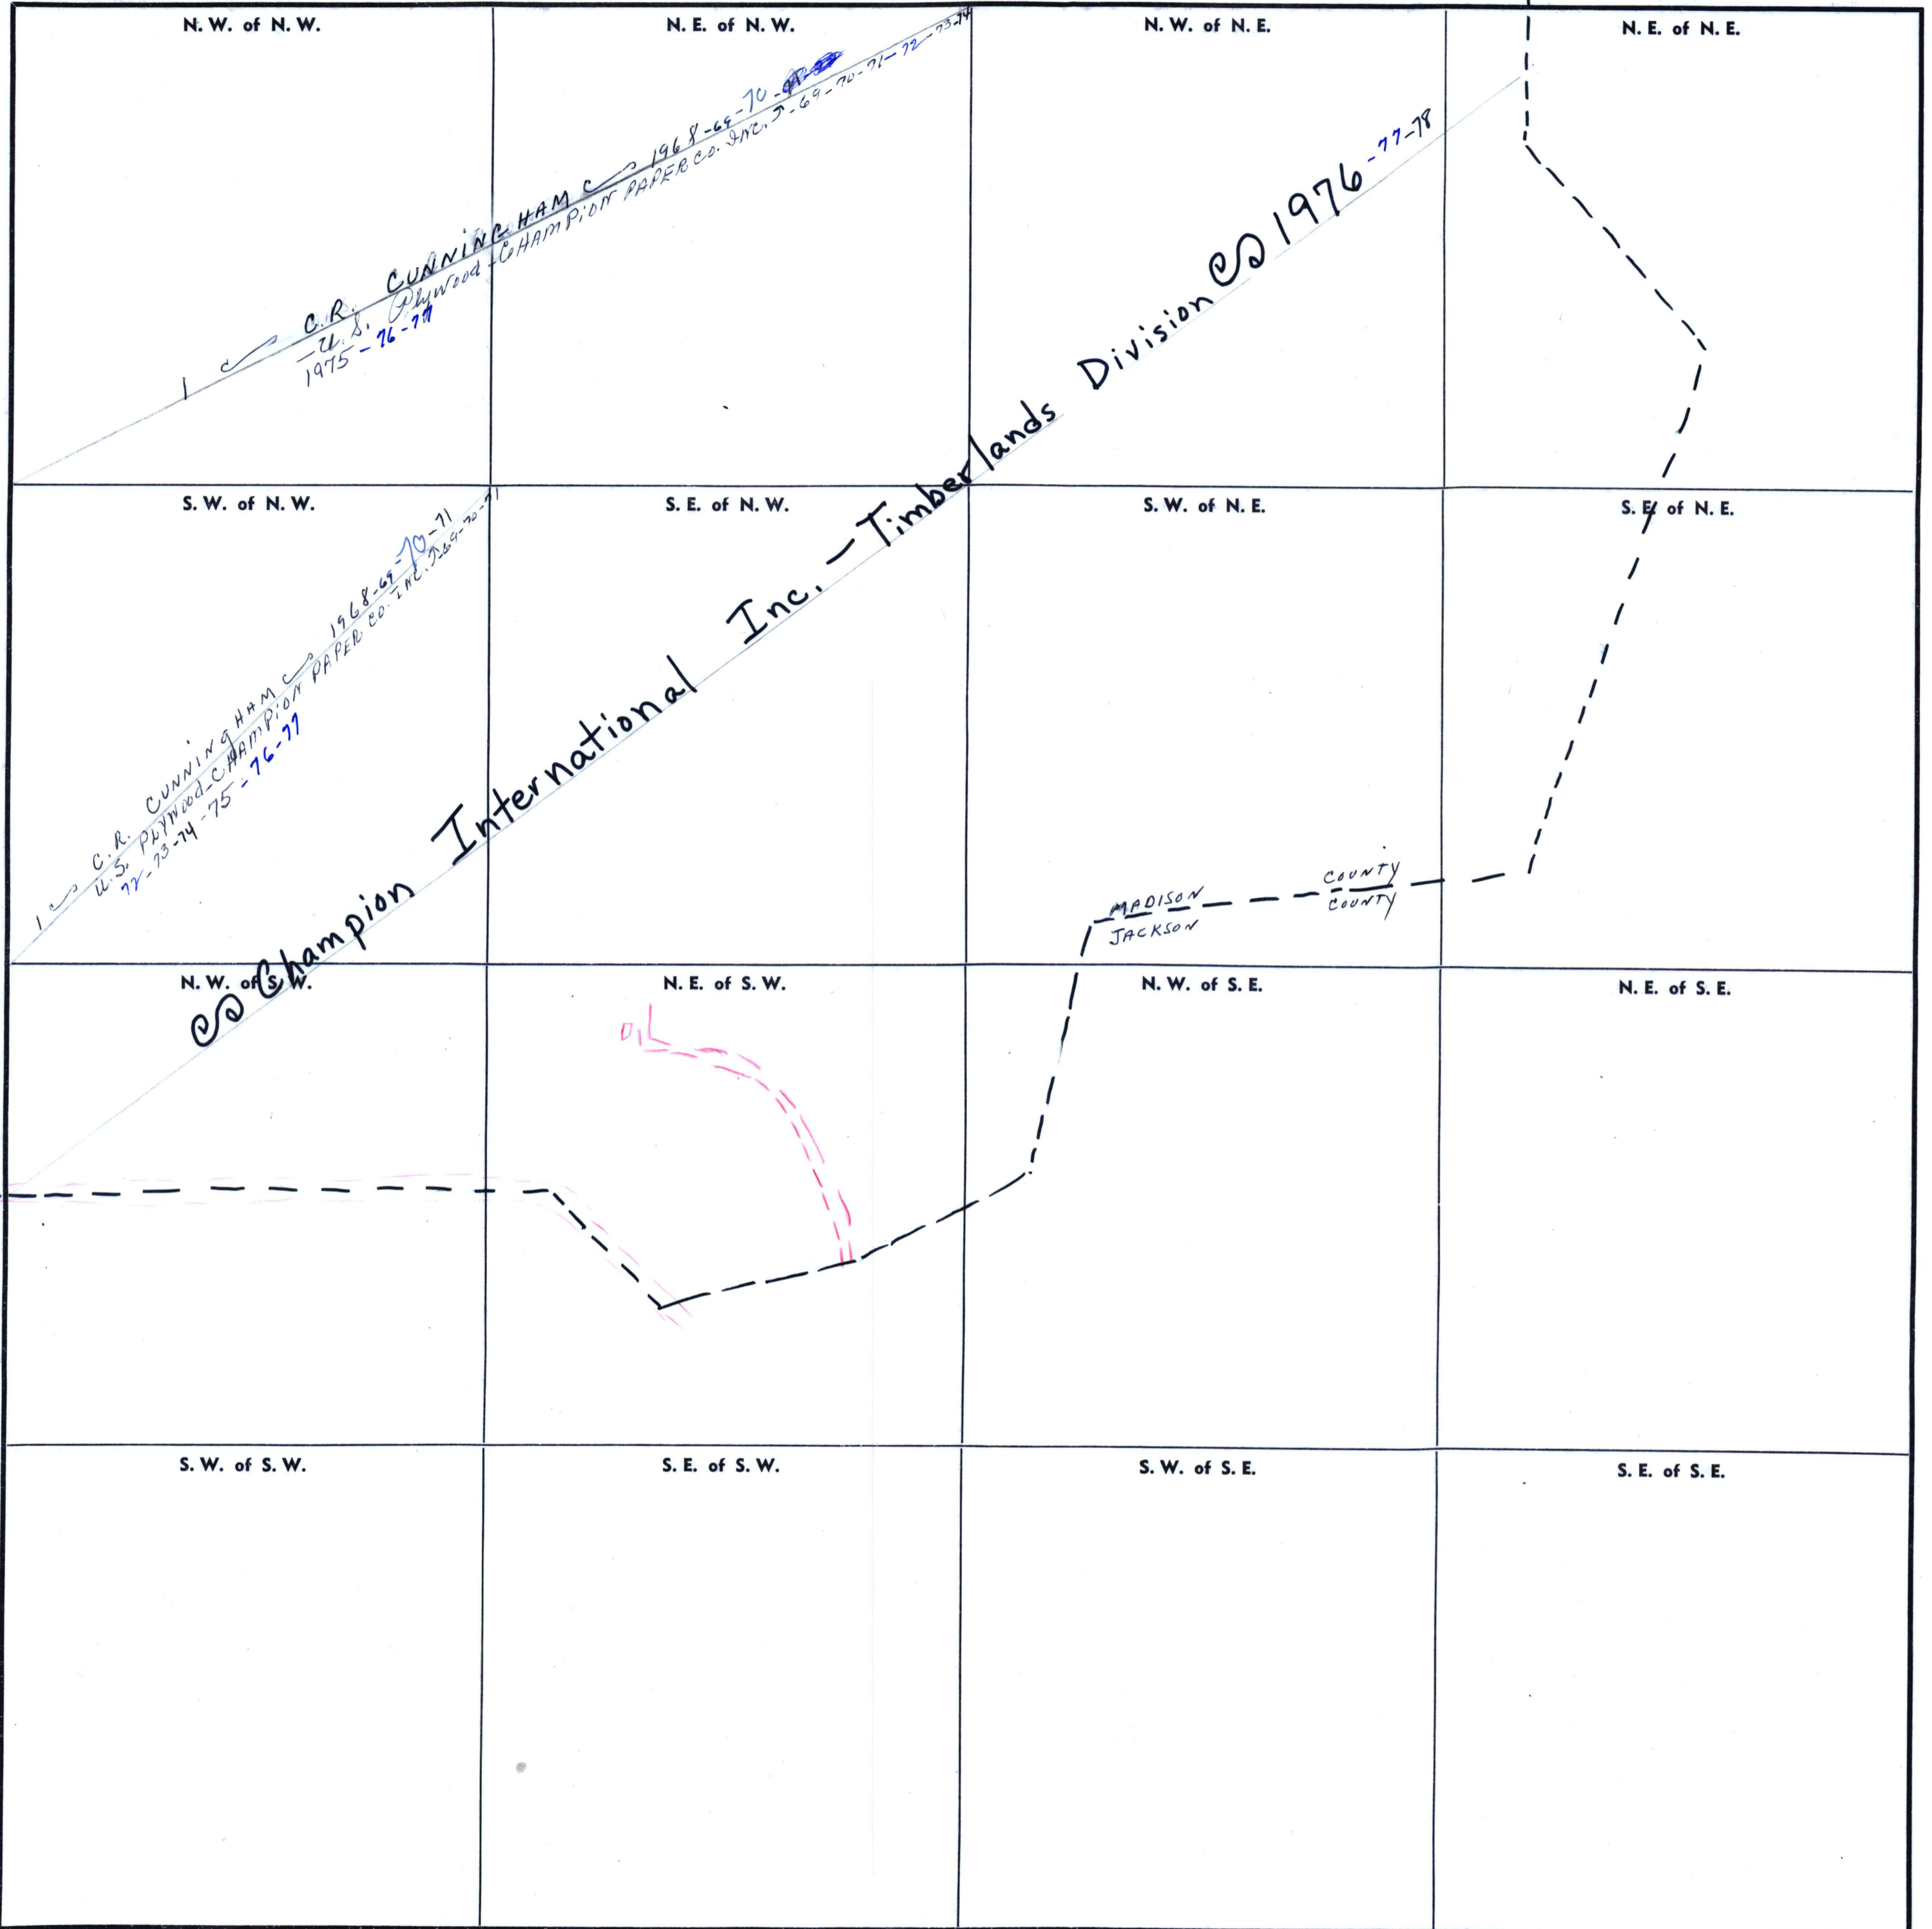 N. W. of N. W.
N. E. of N. W.
N. W. of N. E.
N. E. of N. E.
1 C.R. CUNNINGHAM 1968-69-70-
U.S. Plywood-CHAMPION PAPER CO. INC. 69-70-71-72-73-74
1975-76-77
S. W. of N. W.
S. E. of N. W.
S. W. of N. E.
S. E. of N. E.
1 C.R. CUNNINGHAM 1968-69-70-71
U.S. PLYWOOD-CHAMPION PAPER CO. INC. 69-70-71
72-73-74-75-76-77
Champion International Inc. - Timberlands Division 1976-77-78
MADISON COUNTY
JACKSON COUNTY
N. W. of S. W.
N. E. of S. W.
N. W. of S. E.
N. E. of S. E.
S. W. of S. W.
S. E. of S. W.
S. W. of S. E.
S. E. of S. E.